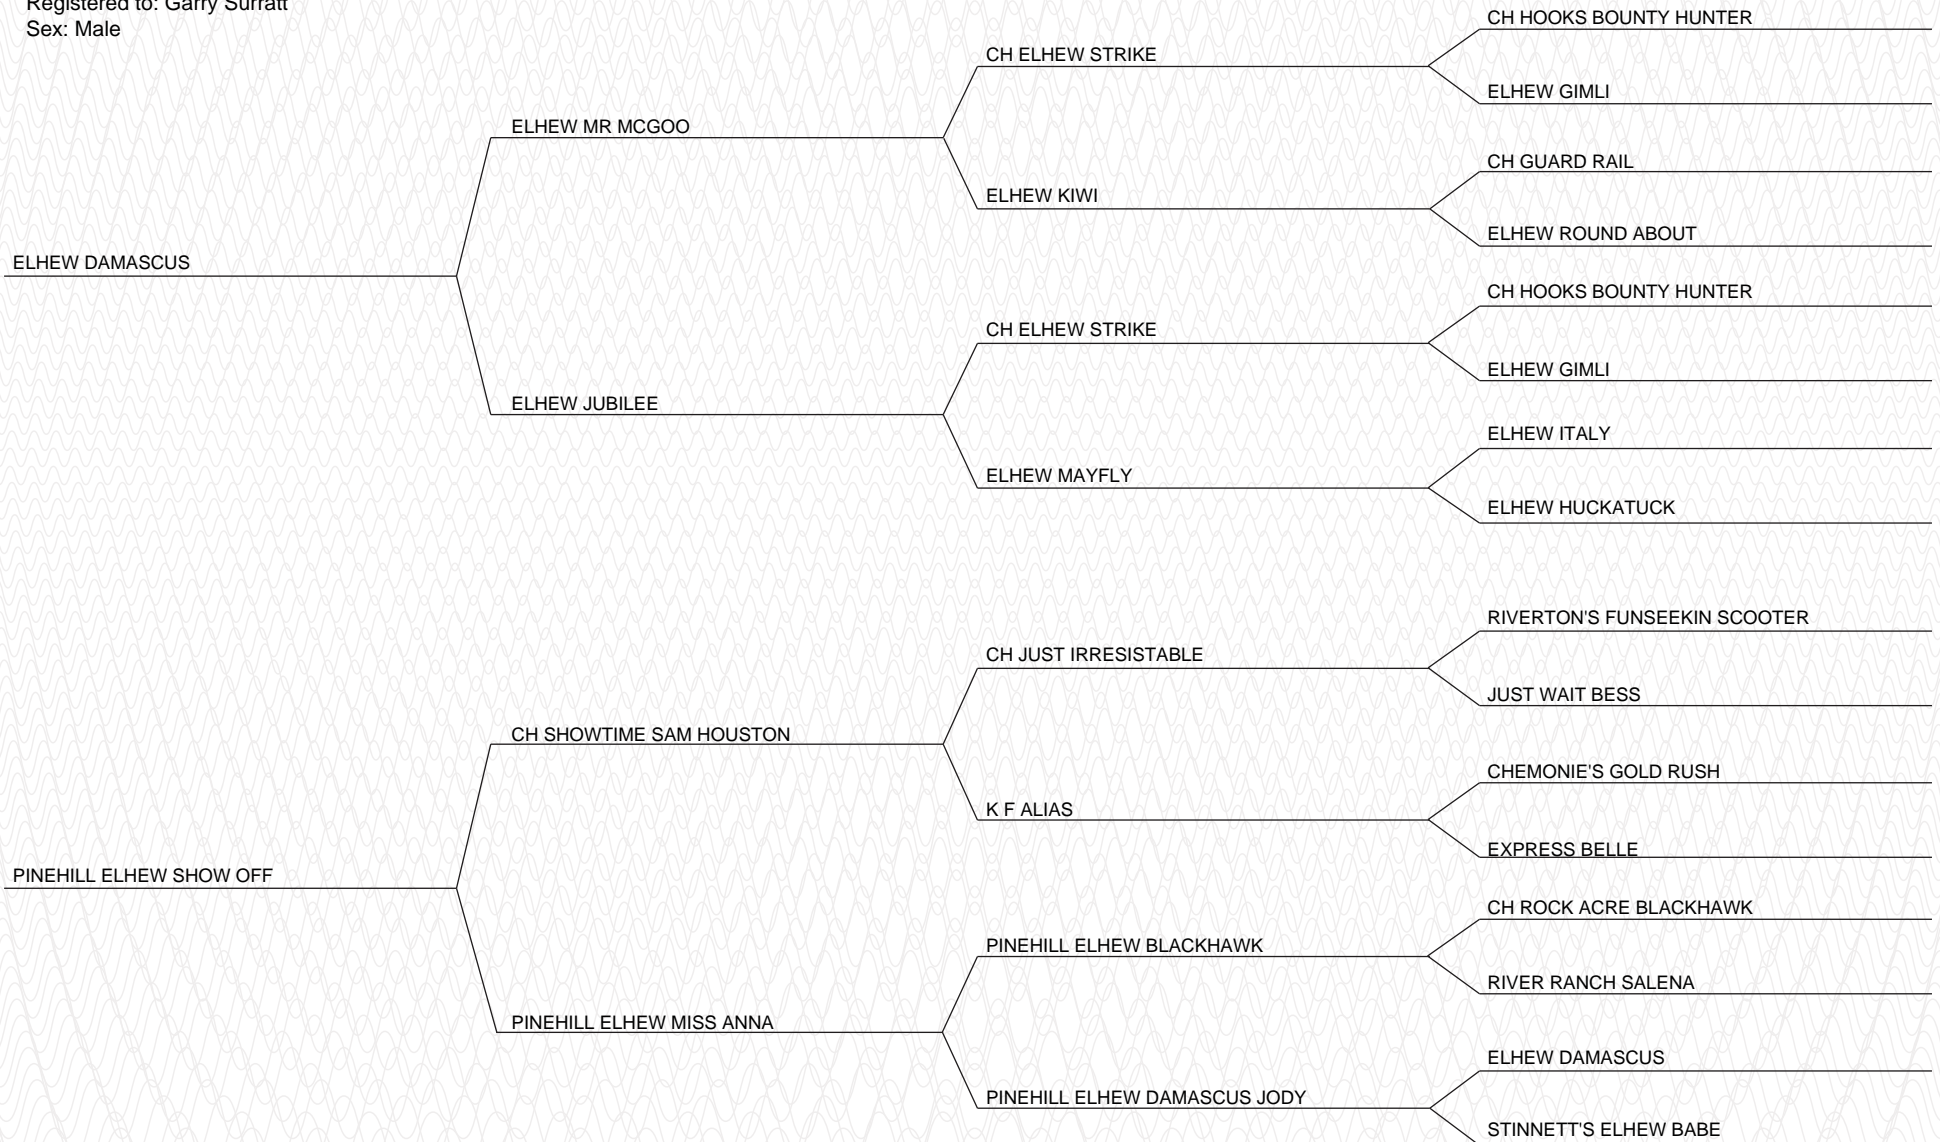 Registered to: Garry Surratt
Sex: Male
CH HOOKS BOUNTY HUNTER
CH ELHEW STRIKE
ELHEW GIMLI
ELHEW MR MCGOO
CH GUARD RAIL
ELHEW KIWI
ELHEW ROUND ABOUT
ELHEW DAMASCUS
CH HOOKS BOUNTY HUNTER
CH ELHEW STRIKE
ELHEW GIMLI
ELHEW JUBILEE
ELHEW ITALY
ELHEW MAYFLY
ELHEW HUCKATUCK
RIVERTON'S FUNSEEKIN SCOOTER
CH JUST IRRESISTABLE
JUST WAIT BESS
CH SHOWTIME SAM HOUSTON
CHEMONIE'S GOLD RUSH
K F ALIAS
EXPRESS BELLE
PINEHILL ELHEW SHOW OFF
CH ROCK ACRE BLACKHAWK
PINEHILL ELHEW BLACKHAWK
RIVER RANCH SALENA
PINEHILL ELHEW MISS ANNA
ELHEW DAMASCUS
PINEHILL ELHEW DAMASCUS JODY
STINNETT'S ELHEW BABE